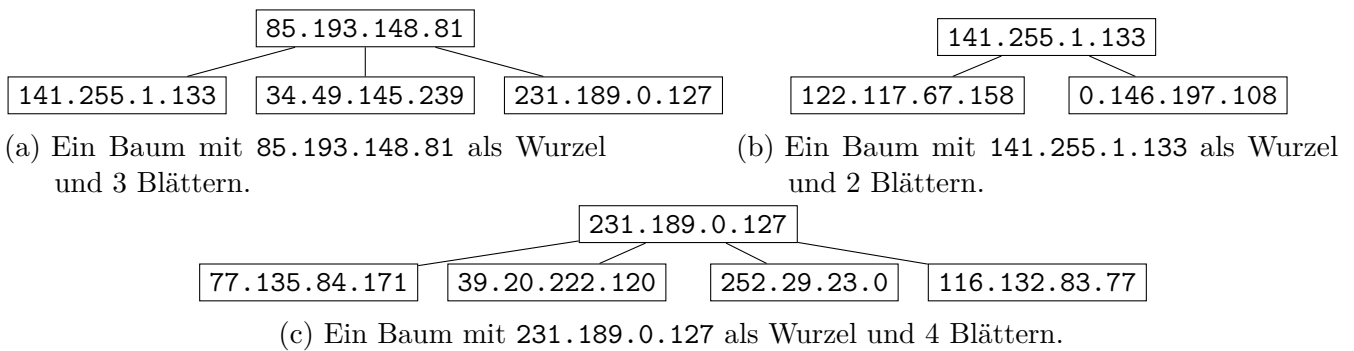 85.193.148.81
141.255.1.133 34.49.145.239 231.189.0.127
(a) Ein Baum mit 85.193.148.81 als Wurzel
und 3 Blättern.
141.255.1.133
122.117.67.158 0.146.197.108
(b) Ein Baum mit 141.255.1.133 als Wurzel
und 2 Blättern.
231.189.0.127
77.135.84.171 39.20.222.120 252.29.23.0 116.132.83.77
(c) Ein Baum mit 231.189.0.127 als Wurzel und 4 Blättern.